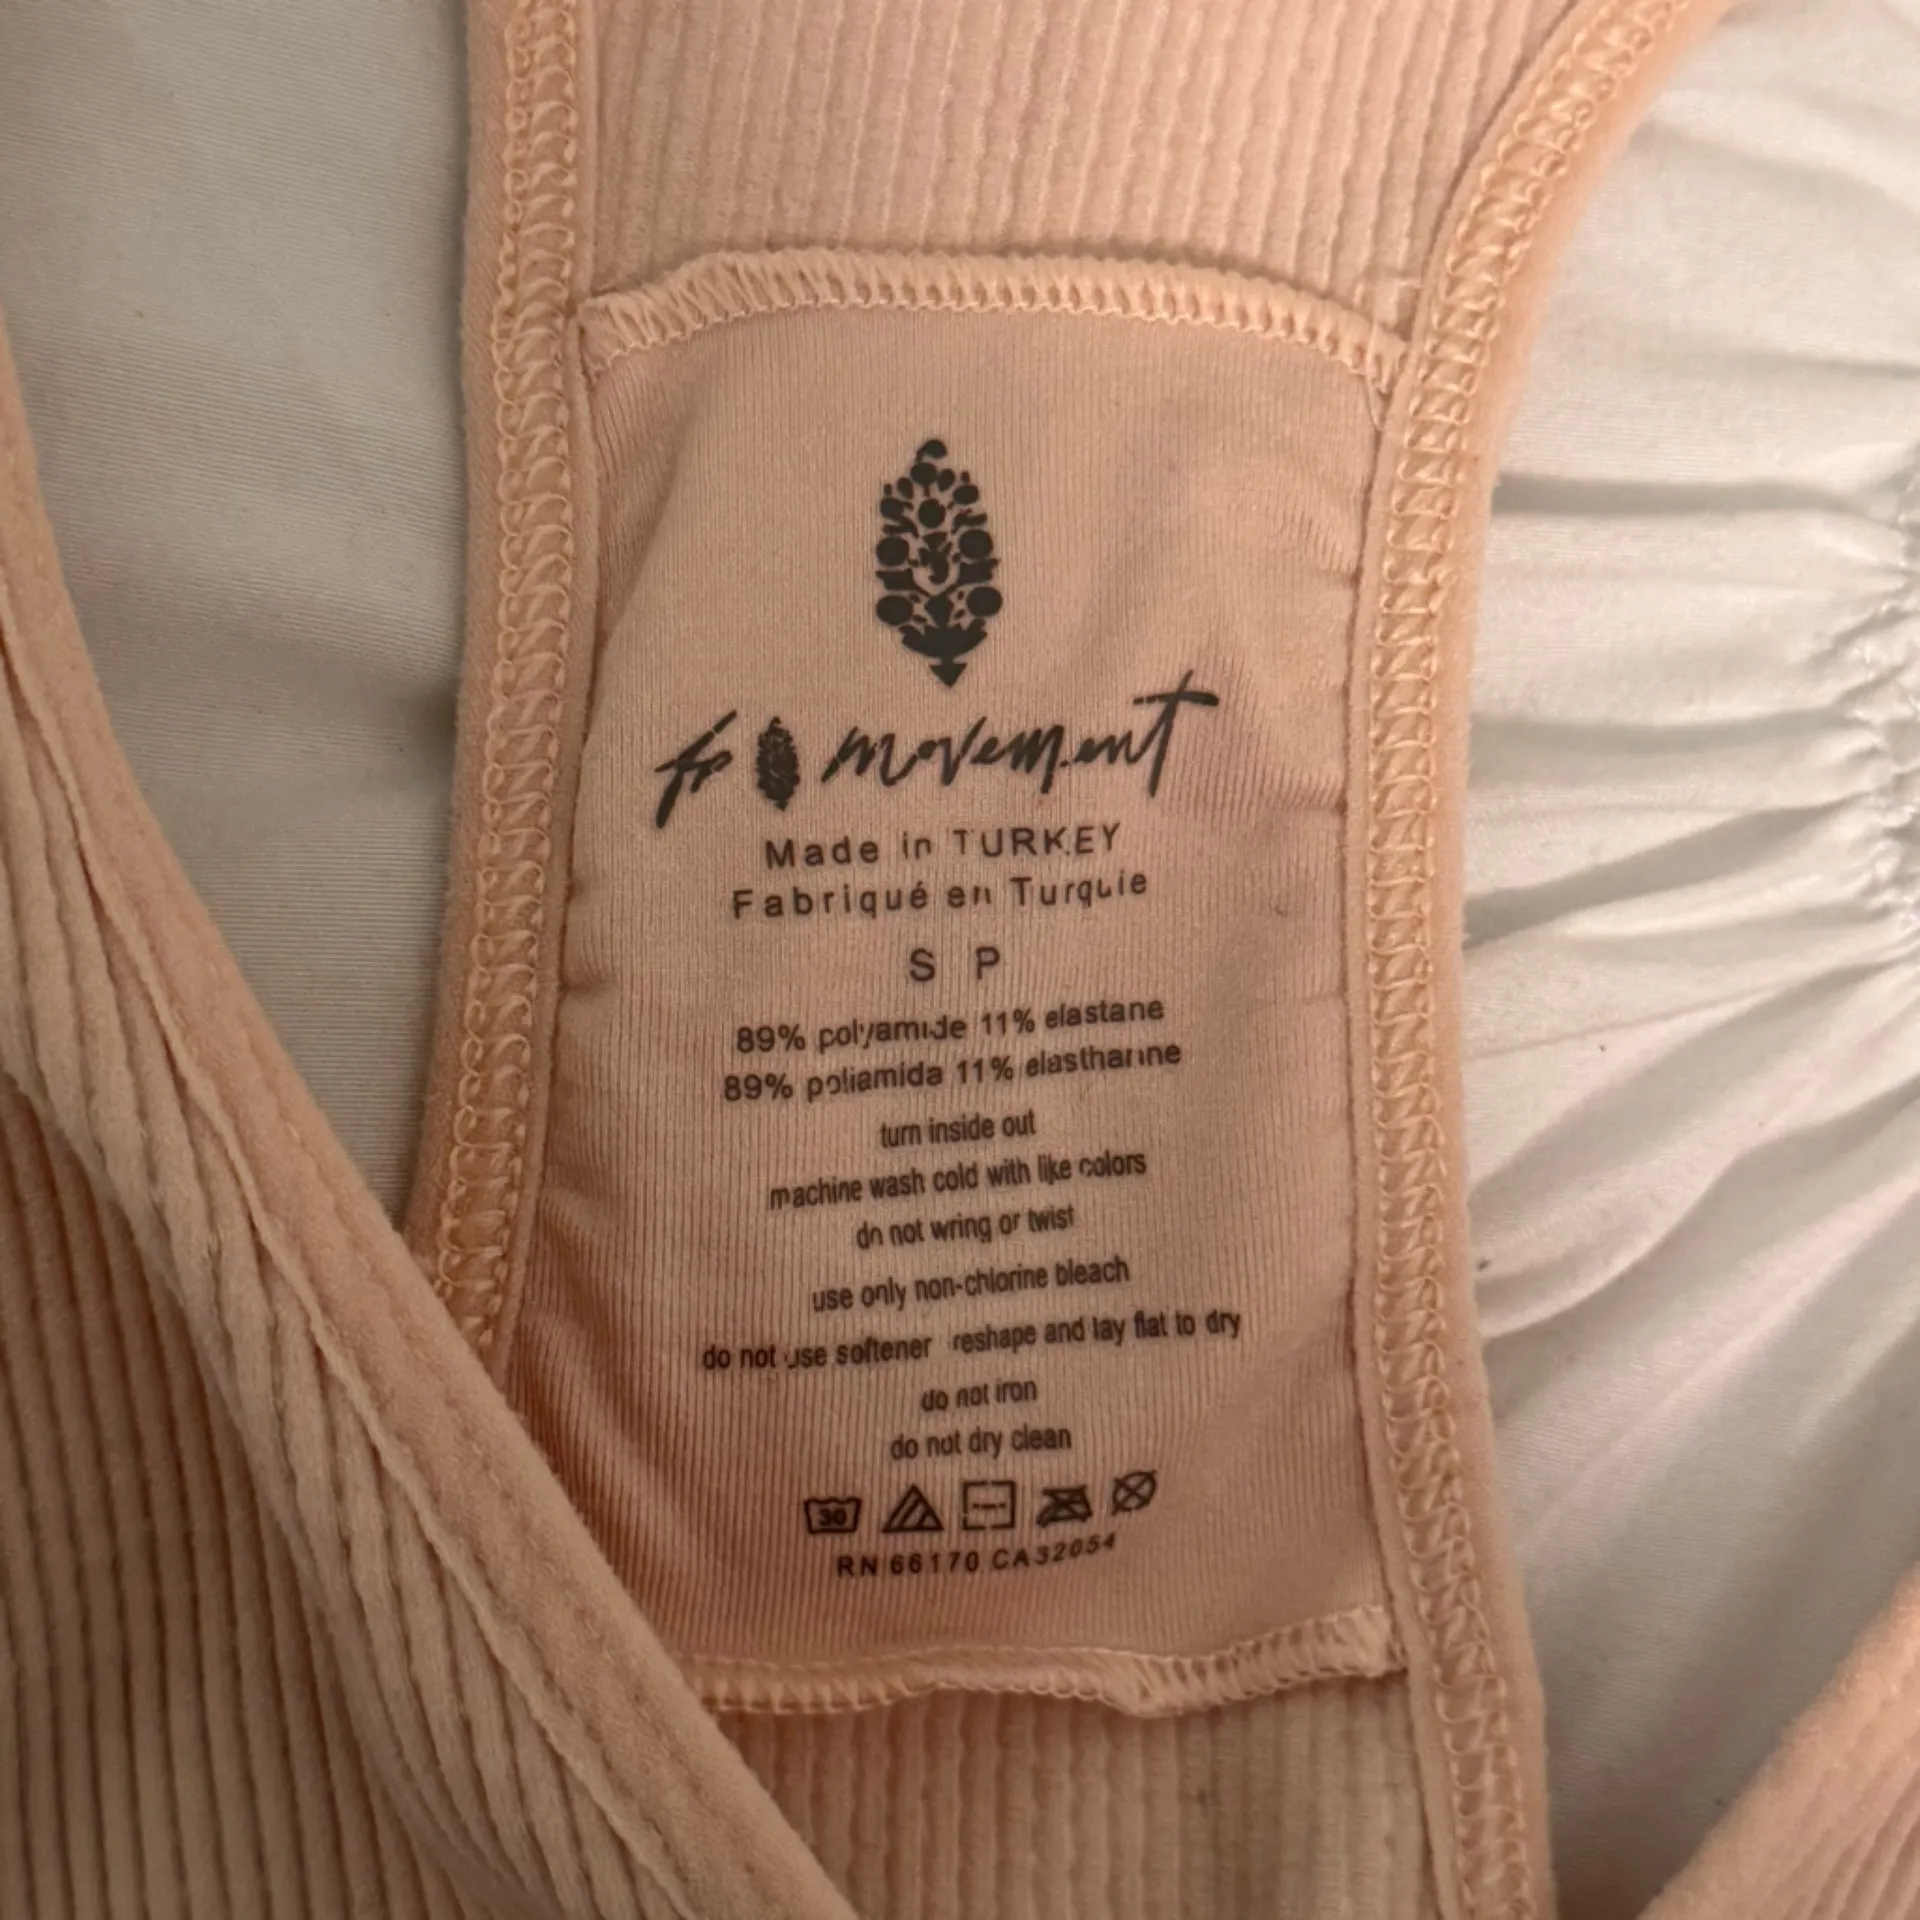 fp movement
Made in TURKEY
Fabriqué en Turquie
S P
89% polyamide 11% elastane
89% poliamida 11% elastharine
turn inside out
machine wash cold with like colors
do not wring or twist
use only non-chlorine bleach
do not use softener reshape and lay flat to dry
do not iron
do not dry clean
30
RN 66170 CA32054